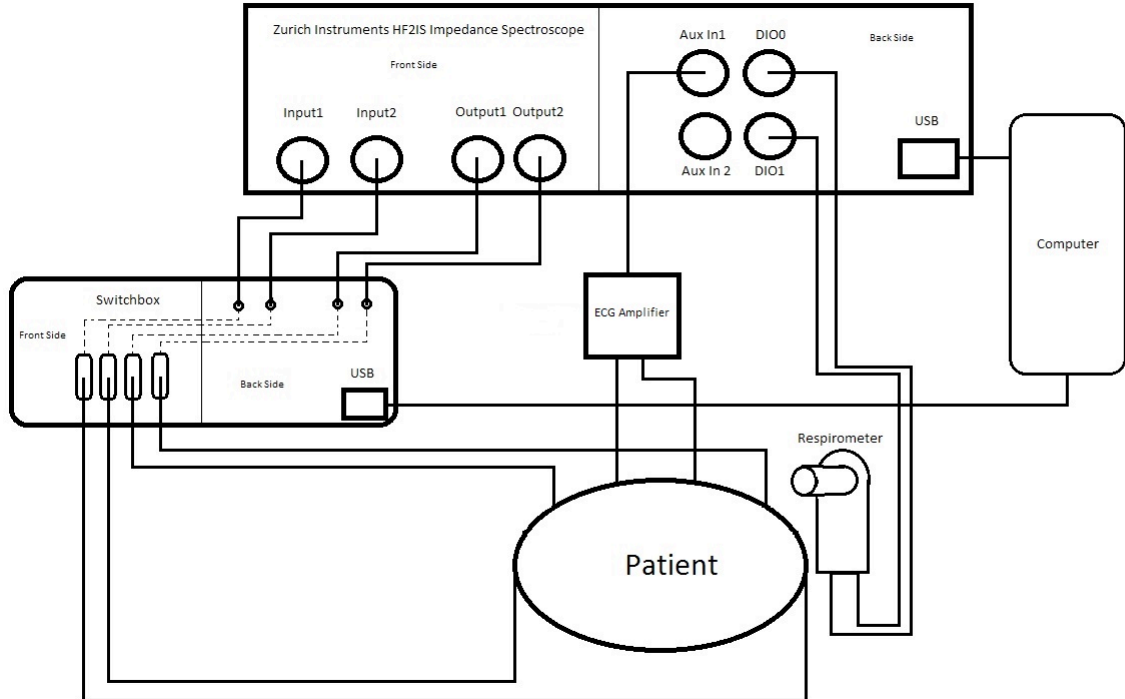 Zurich Instruments HF2IS Impedance Spectroscope
Front Side
Input1
Input2
Output1
Output2
Aux In1
DIO0
Back Side
Aux In 2
DIO1
USB
Computer
Switchbox
Front Side
Back Side
USB
ECG Amplifier
Respirometer
Patient